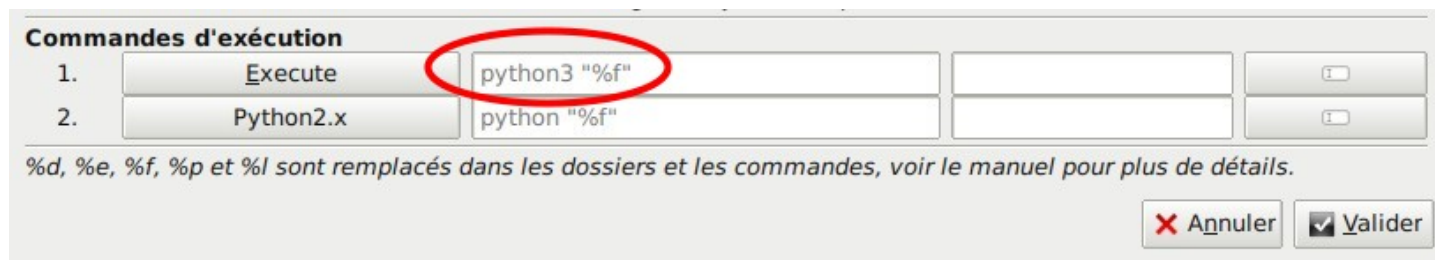 Commandes d'exécution
1. Execute python3 "%f"
2. Python2.x python "%f"
%d, %e, %f, %p et %l sont remplacés dans les dossiers et les commandes, voir le manuel pour plus de détails.
Annuler Valider